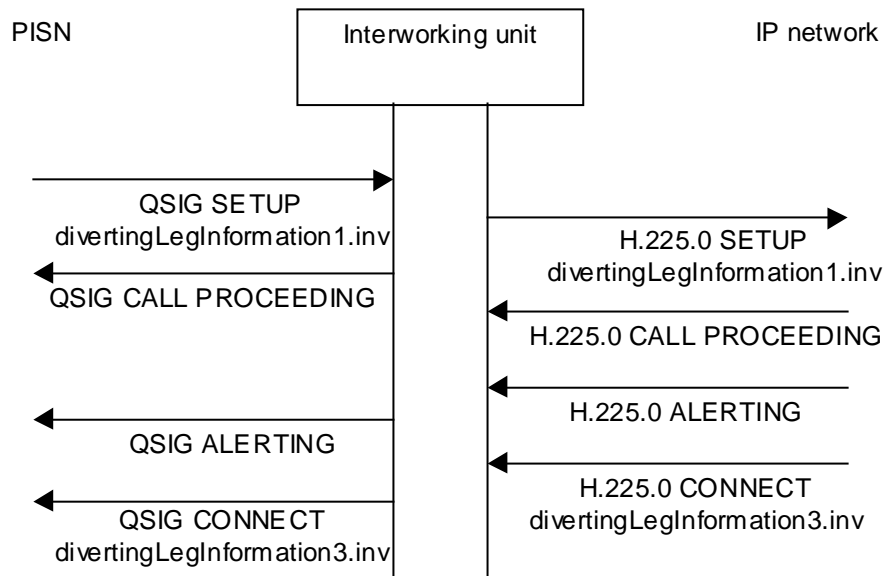 PISN
Interworking unit
IP network
QSIG SETUP
divertingLegInformation1.inv
H.225.0 SETUP
divertingLegInformation1.inv
QSIG CALL PROCEEDING
H.225.0 CALL PROCEEDING
H.225.0 ALERTING
QSIG ALERTING
H.225.0 CONNECT
divertingLegInformation3.inv
QSIG CONNECT
divertingLegInformation3.inv